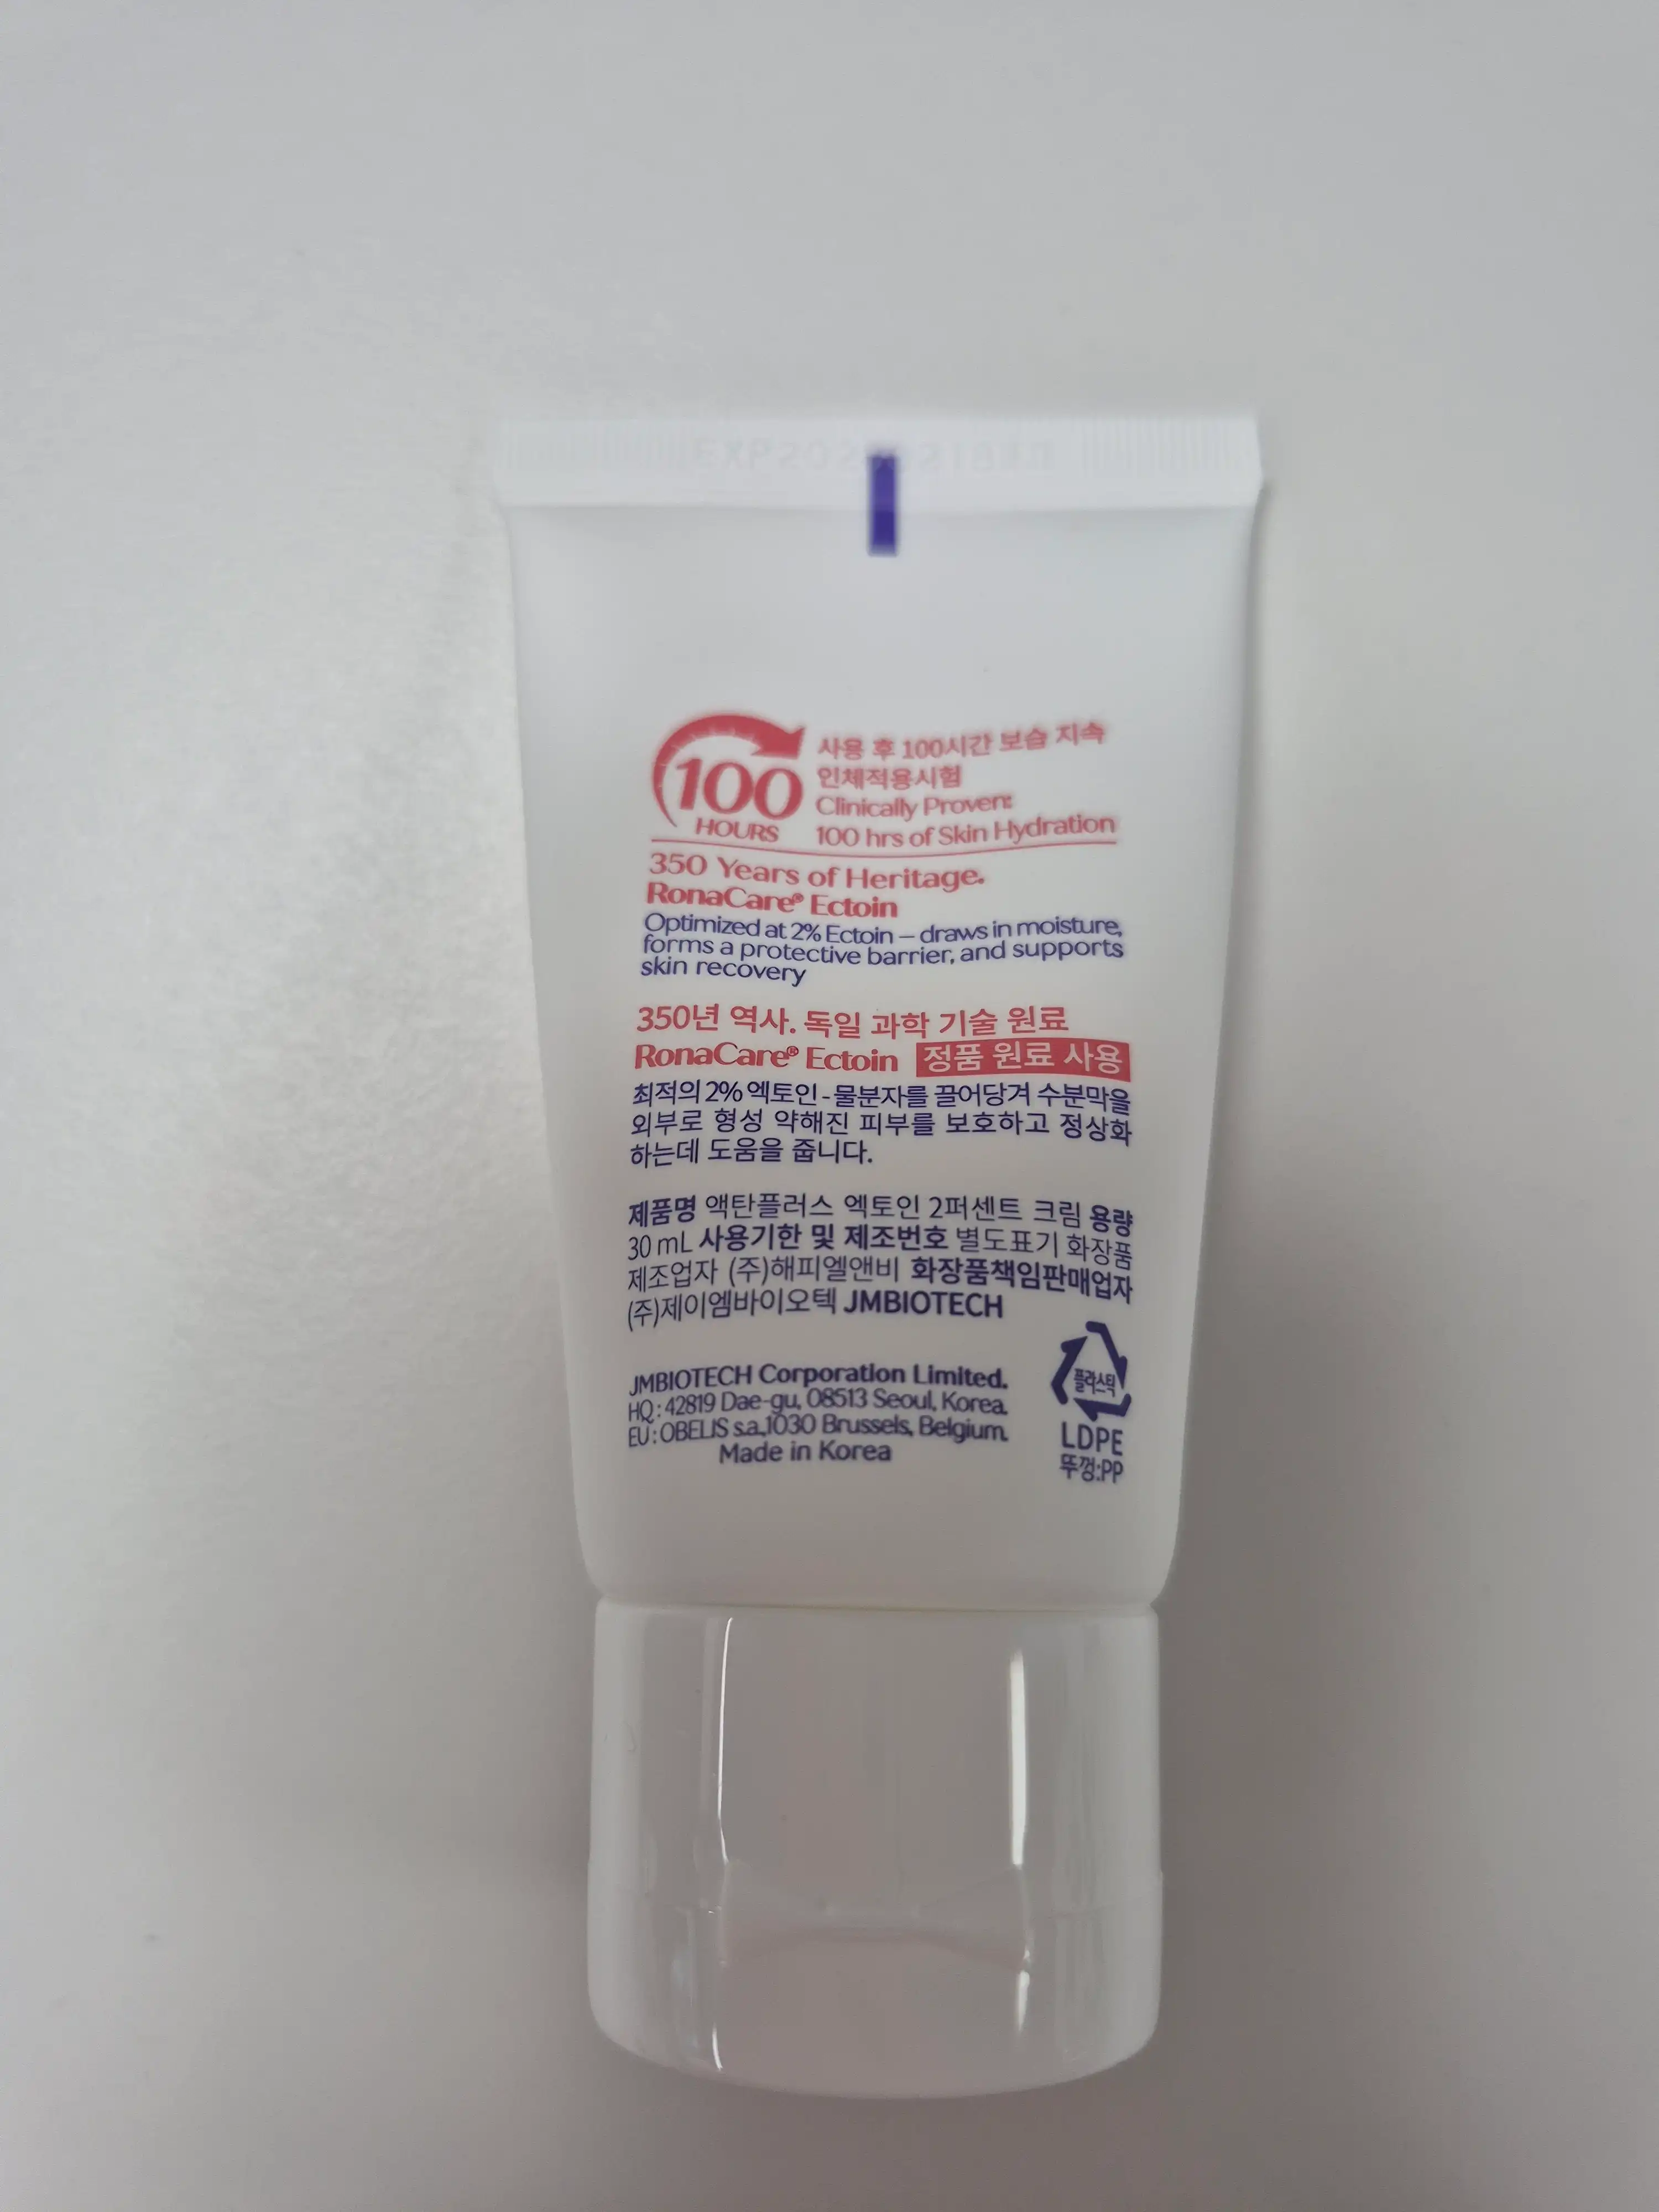 100
HOURS
사용 후 100시간 보습 지속
인체적용시험
Clinically Proven:
100 hrs of Skin Hydration
350 Years of Heritage.
RonaCare® Ectoin
Optimized at 2% Ectoin – draws in moisture,
forms a protective barrier, and supports
skin recovery
350년 역사. 독일 과학 기술 원료
RonaCare® Ectoin 정품 원료 사용
최적의 2% 엑토인 - 물분자를 끌어당겨 수분막을
외부로 형성 약해진 피부를 보호하고 정상화
하는데 도움을 줍니다.
제품명 액탄플러스 엑토인 2퍼센트 크림 용량
30 mL 사용기한 및 제조번호 별도표기 화장품
제조업자 (주)해피엘앤비 화장품책임판매업자
(주)제이엠바이오텍 JMBIOTECH
JMBIOTECH Corporation Limited.
HQ : 42819 Dae-gu, 08513 Seoul, Korea.
EU : OBELIS s.a,1030 Brussels, Belgium.
Made in Korea
플라스틱
LDPE
뚜껑:PP